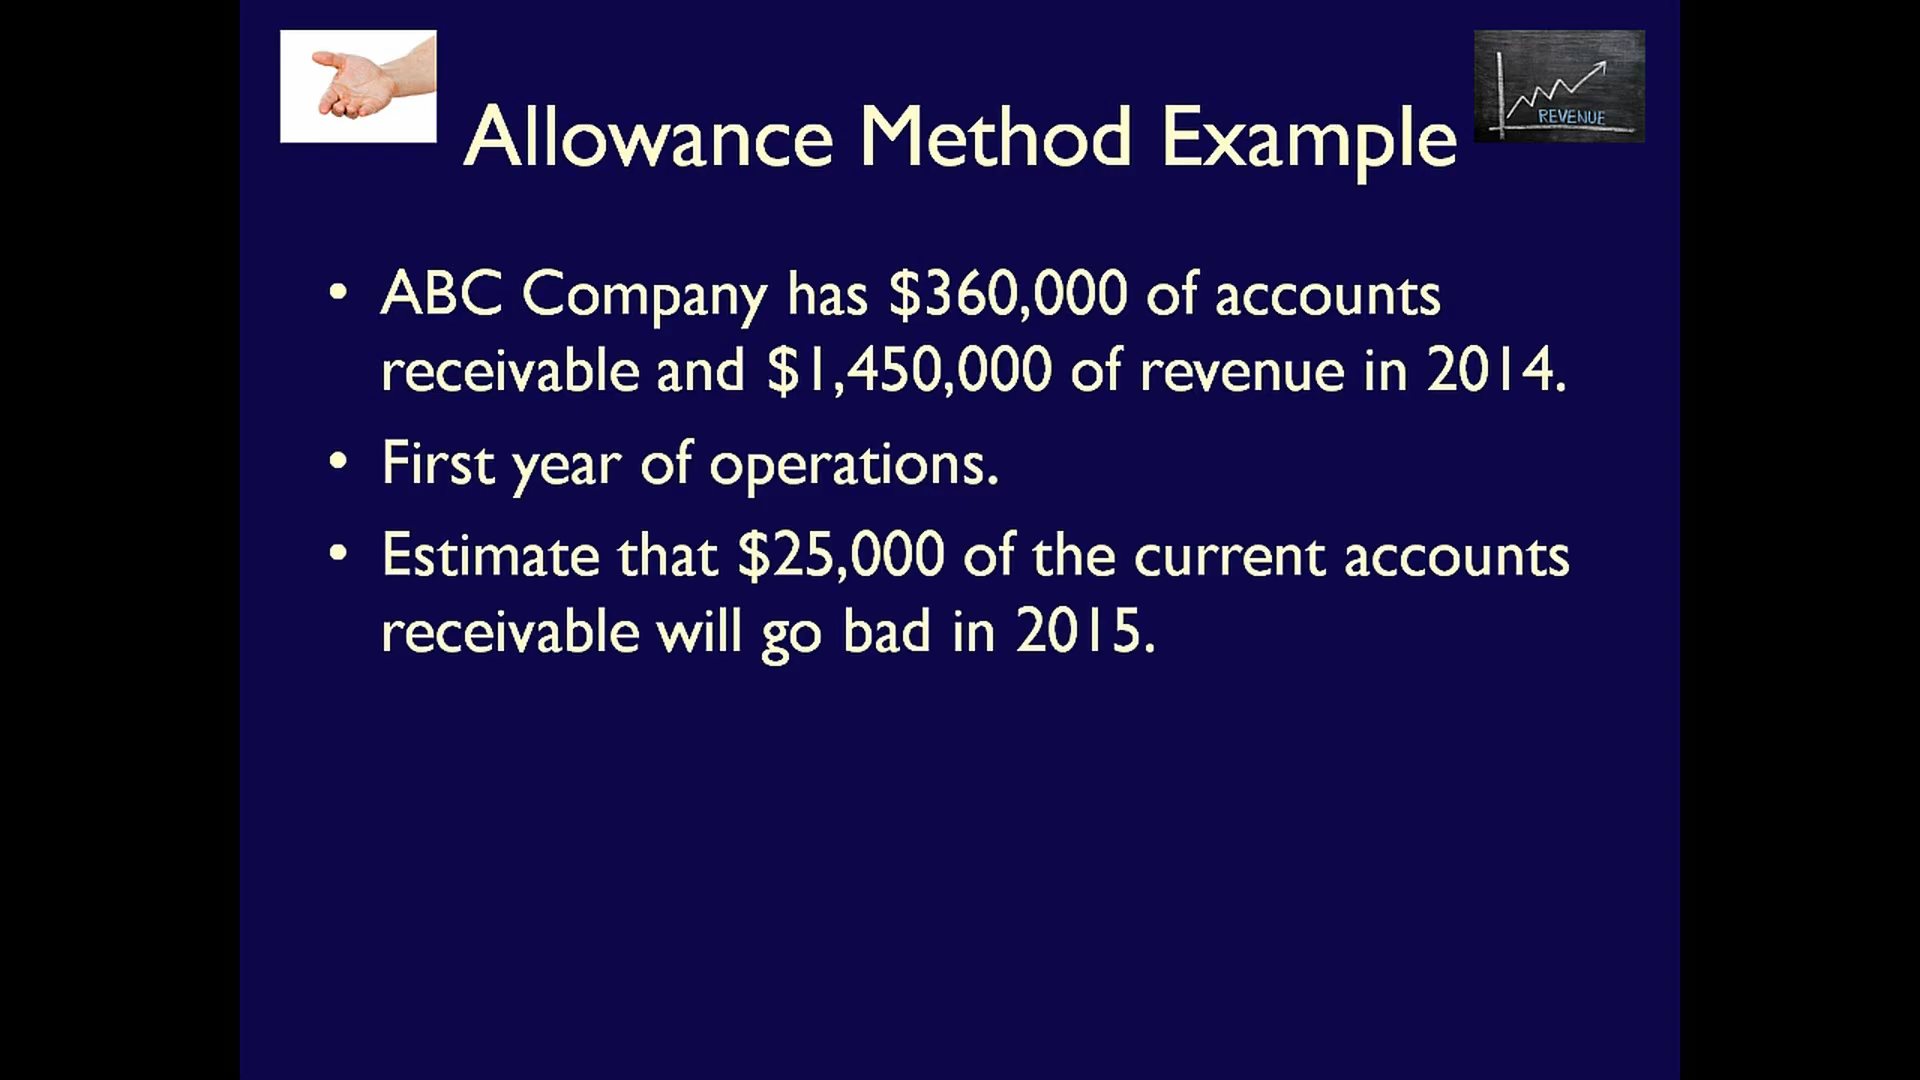 Allowance Method Example
REVENUE
• ABC Company has $360,000 of accounts
receivable and $1,450,000 of revenue in 2014.
• First year of operations.
• Estimate that $25,000 of the current accounts
receivable will go bad in 2015.